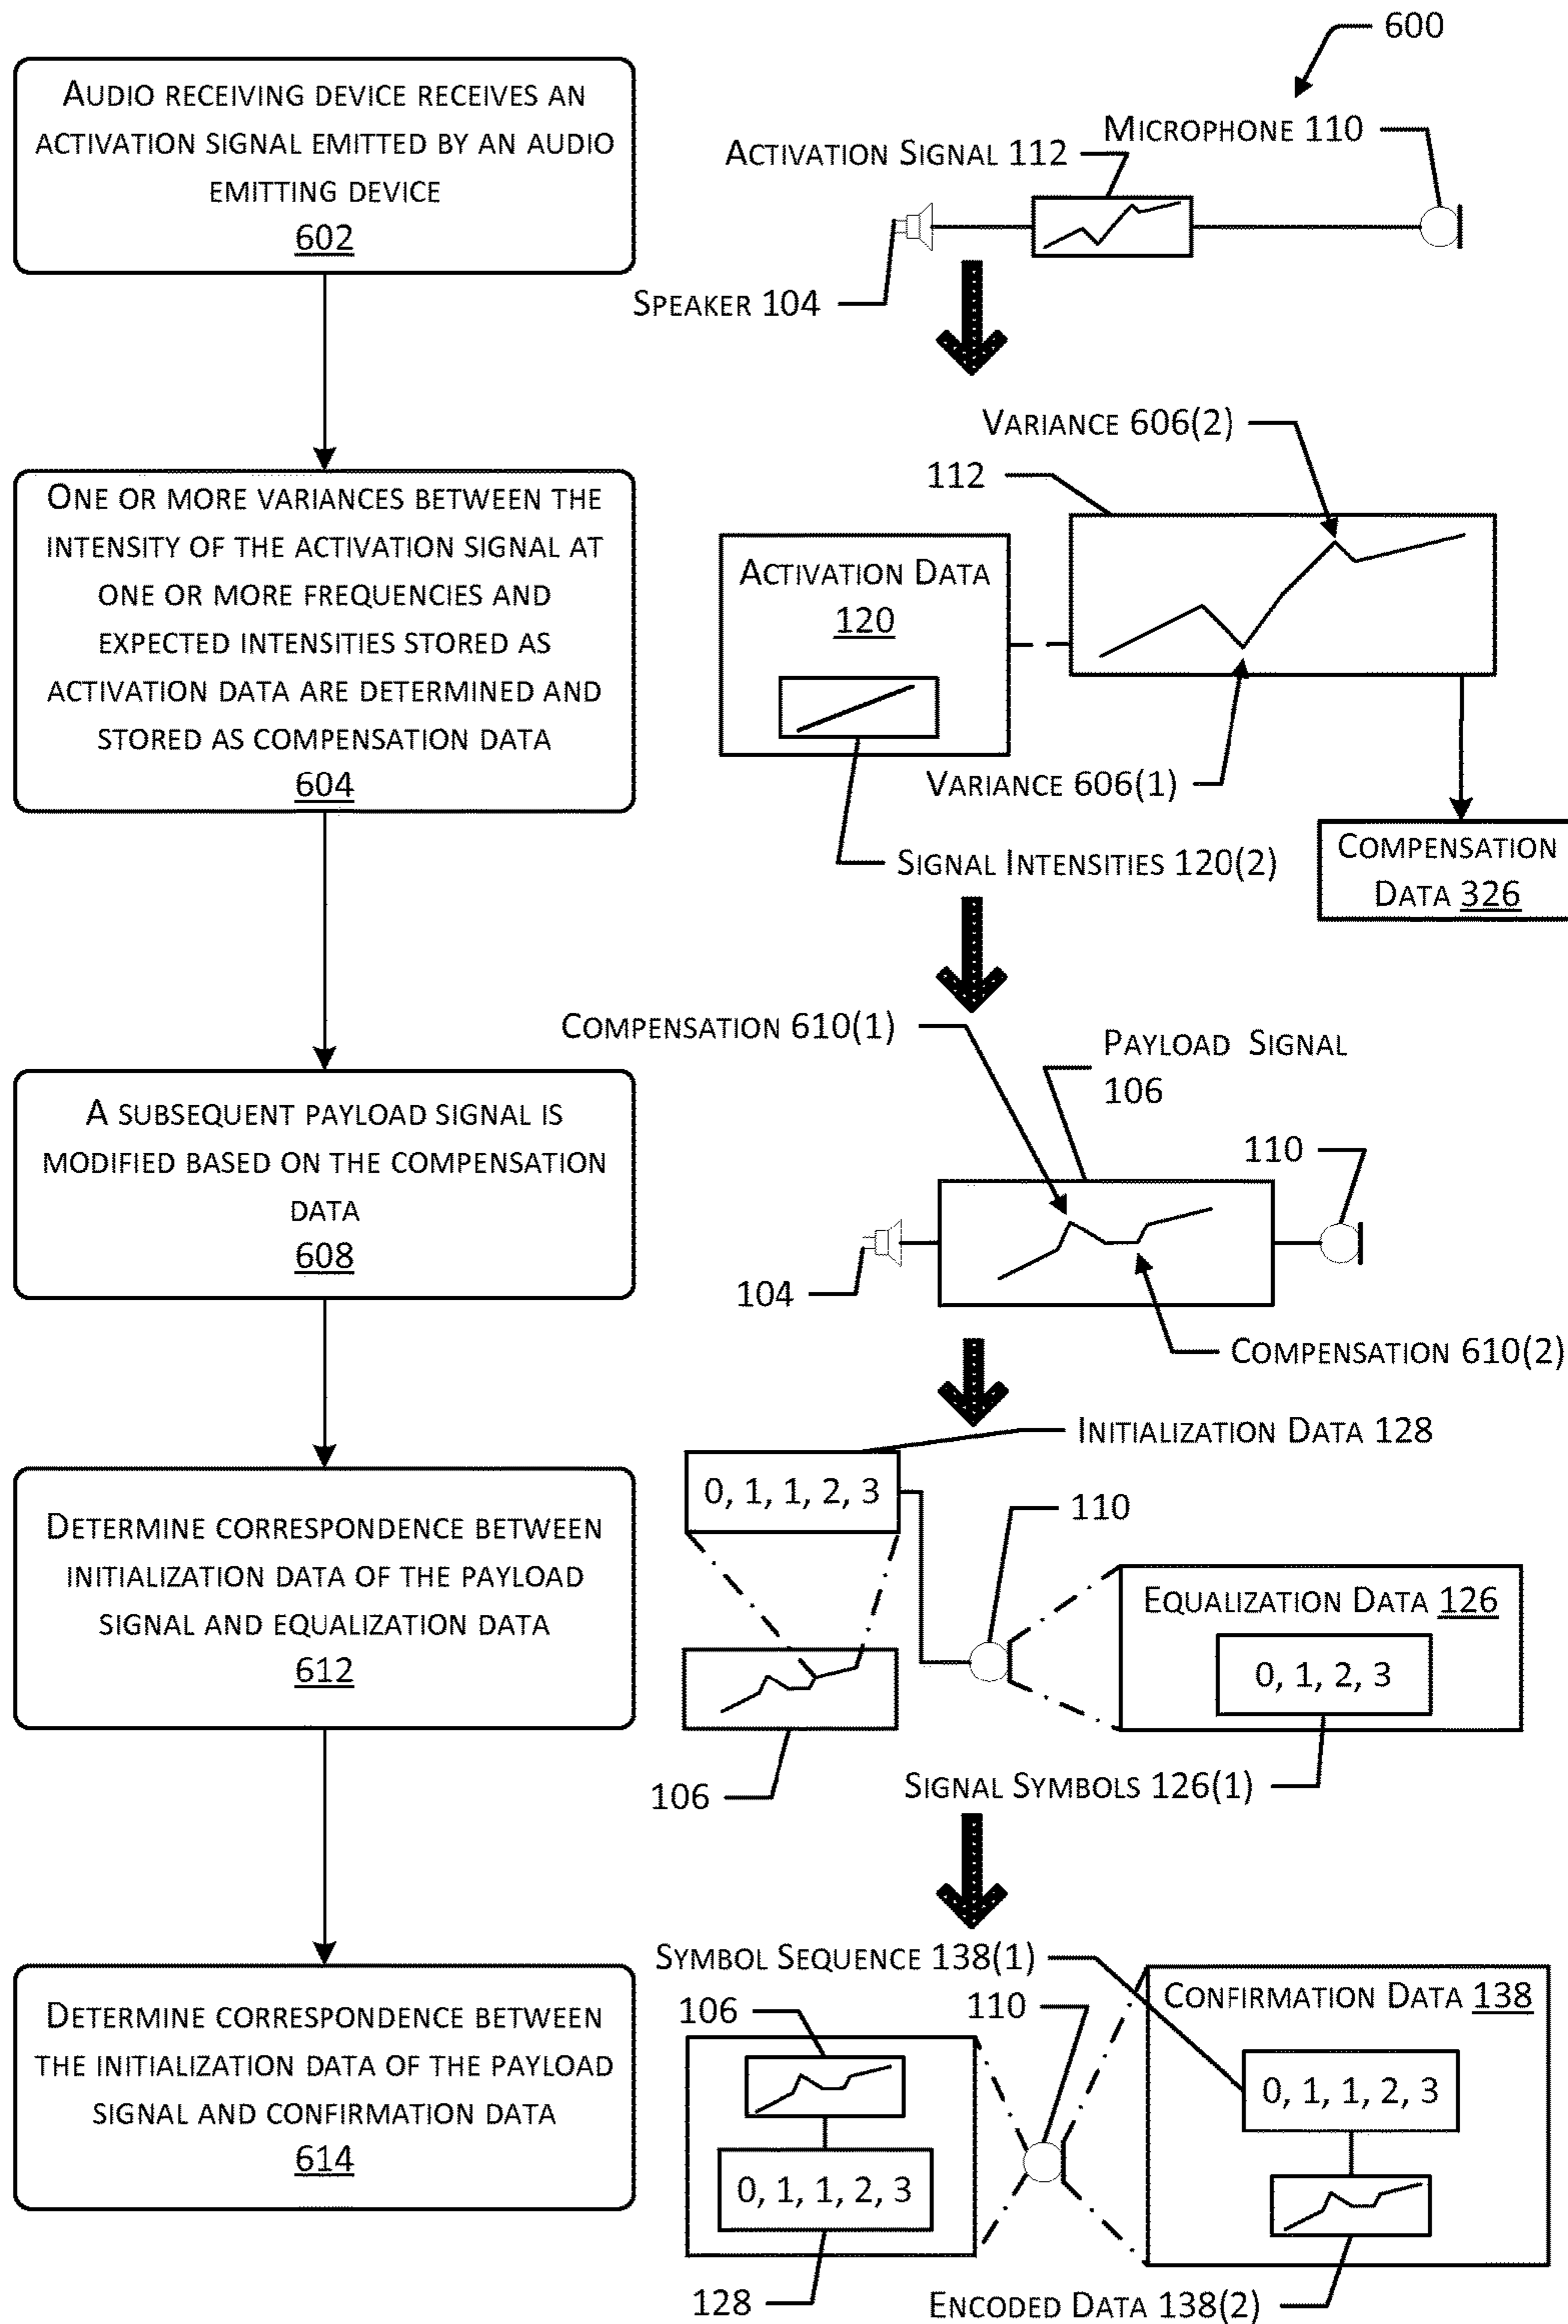 AUDIO RECEIVING DEVICE RECEIVES AN
ACTIVATION SIGNAL EMITTED BY AN AUDIO
EMITTING DEVICE
602
600
MICROPHONE 110
ACTIVATION SIGNAL 112
SPEAKER 104
ONE OR MORE VARIANCES BETWEEN THE
INTENSITY OF THE ACTIVATION SIGNAL AT
ONE OR MORE FREQUENCIES AND
EXPECTED INTENSITIES STORED AS
ACTIVATION DATA ARE DETERMINED AND
STORED AS COMPENSATION DATA
604
VARIANCE 606(2)
112
ACTIVATION DATA
120
VARIANCE 606(1)
SIGNAL INTENSITIES 120(2)
COMPENSATION
DATA 326
A SUBSEQUENT PAYLOAD SIGNAL IS
MODIFIED BASED ON THE COMPENSATION
DATA
608
COMPENSATION 610(1)
PAYLOAD SIGNAL
106
110
104
COMPENSATION 610(2)
DETERMINE CORRESPONDENCE BETWEEN
INITIALIZATION DATA OF THE PAYLOAD
SIGNAL AND EQUALIZATION DATA
612
INITIALIZATION DATA 128
0, 1, 1, 2, 3
110
EQUALIZATION DATA 126
0, 1, 2, 3
106
SIGNAL SYMBOLS 126(1)
DETERMINE CORRESPONDENCE BETWEEN
THE INITIALIZATION DATA OF THE PAYLOAD
SIGNAL AND CONFIRMATION DATA
614
SYMBOL SEQUENCE 138(1)
106
110
CONFIRMATION DATA 138
0, 1, 1, 2, 3
0, 1, 1, 2, 3
128
ENCODED DATA 138(2)